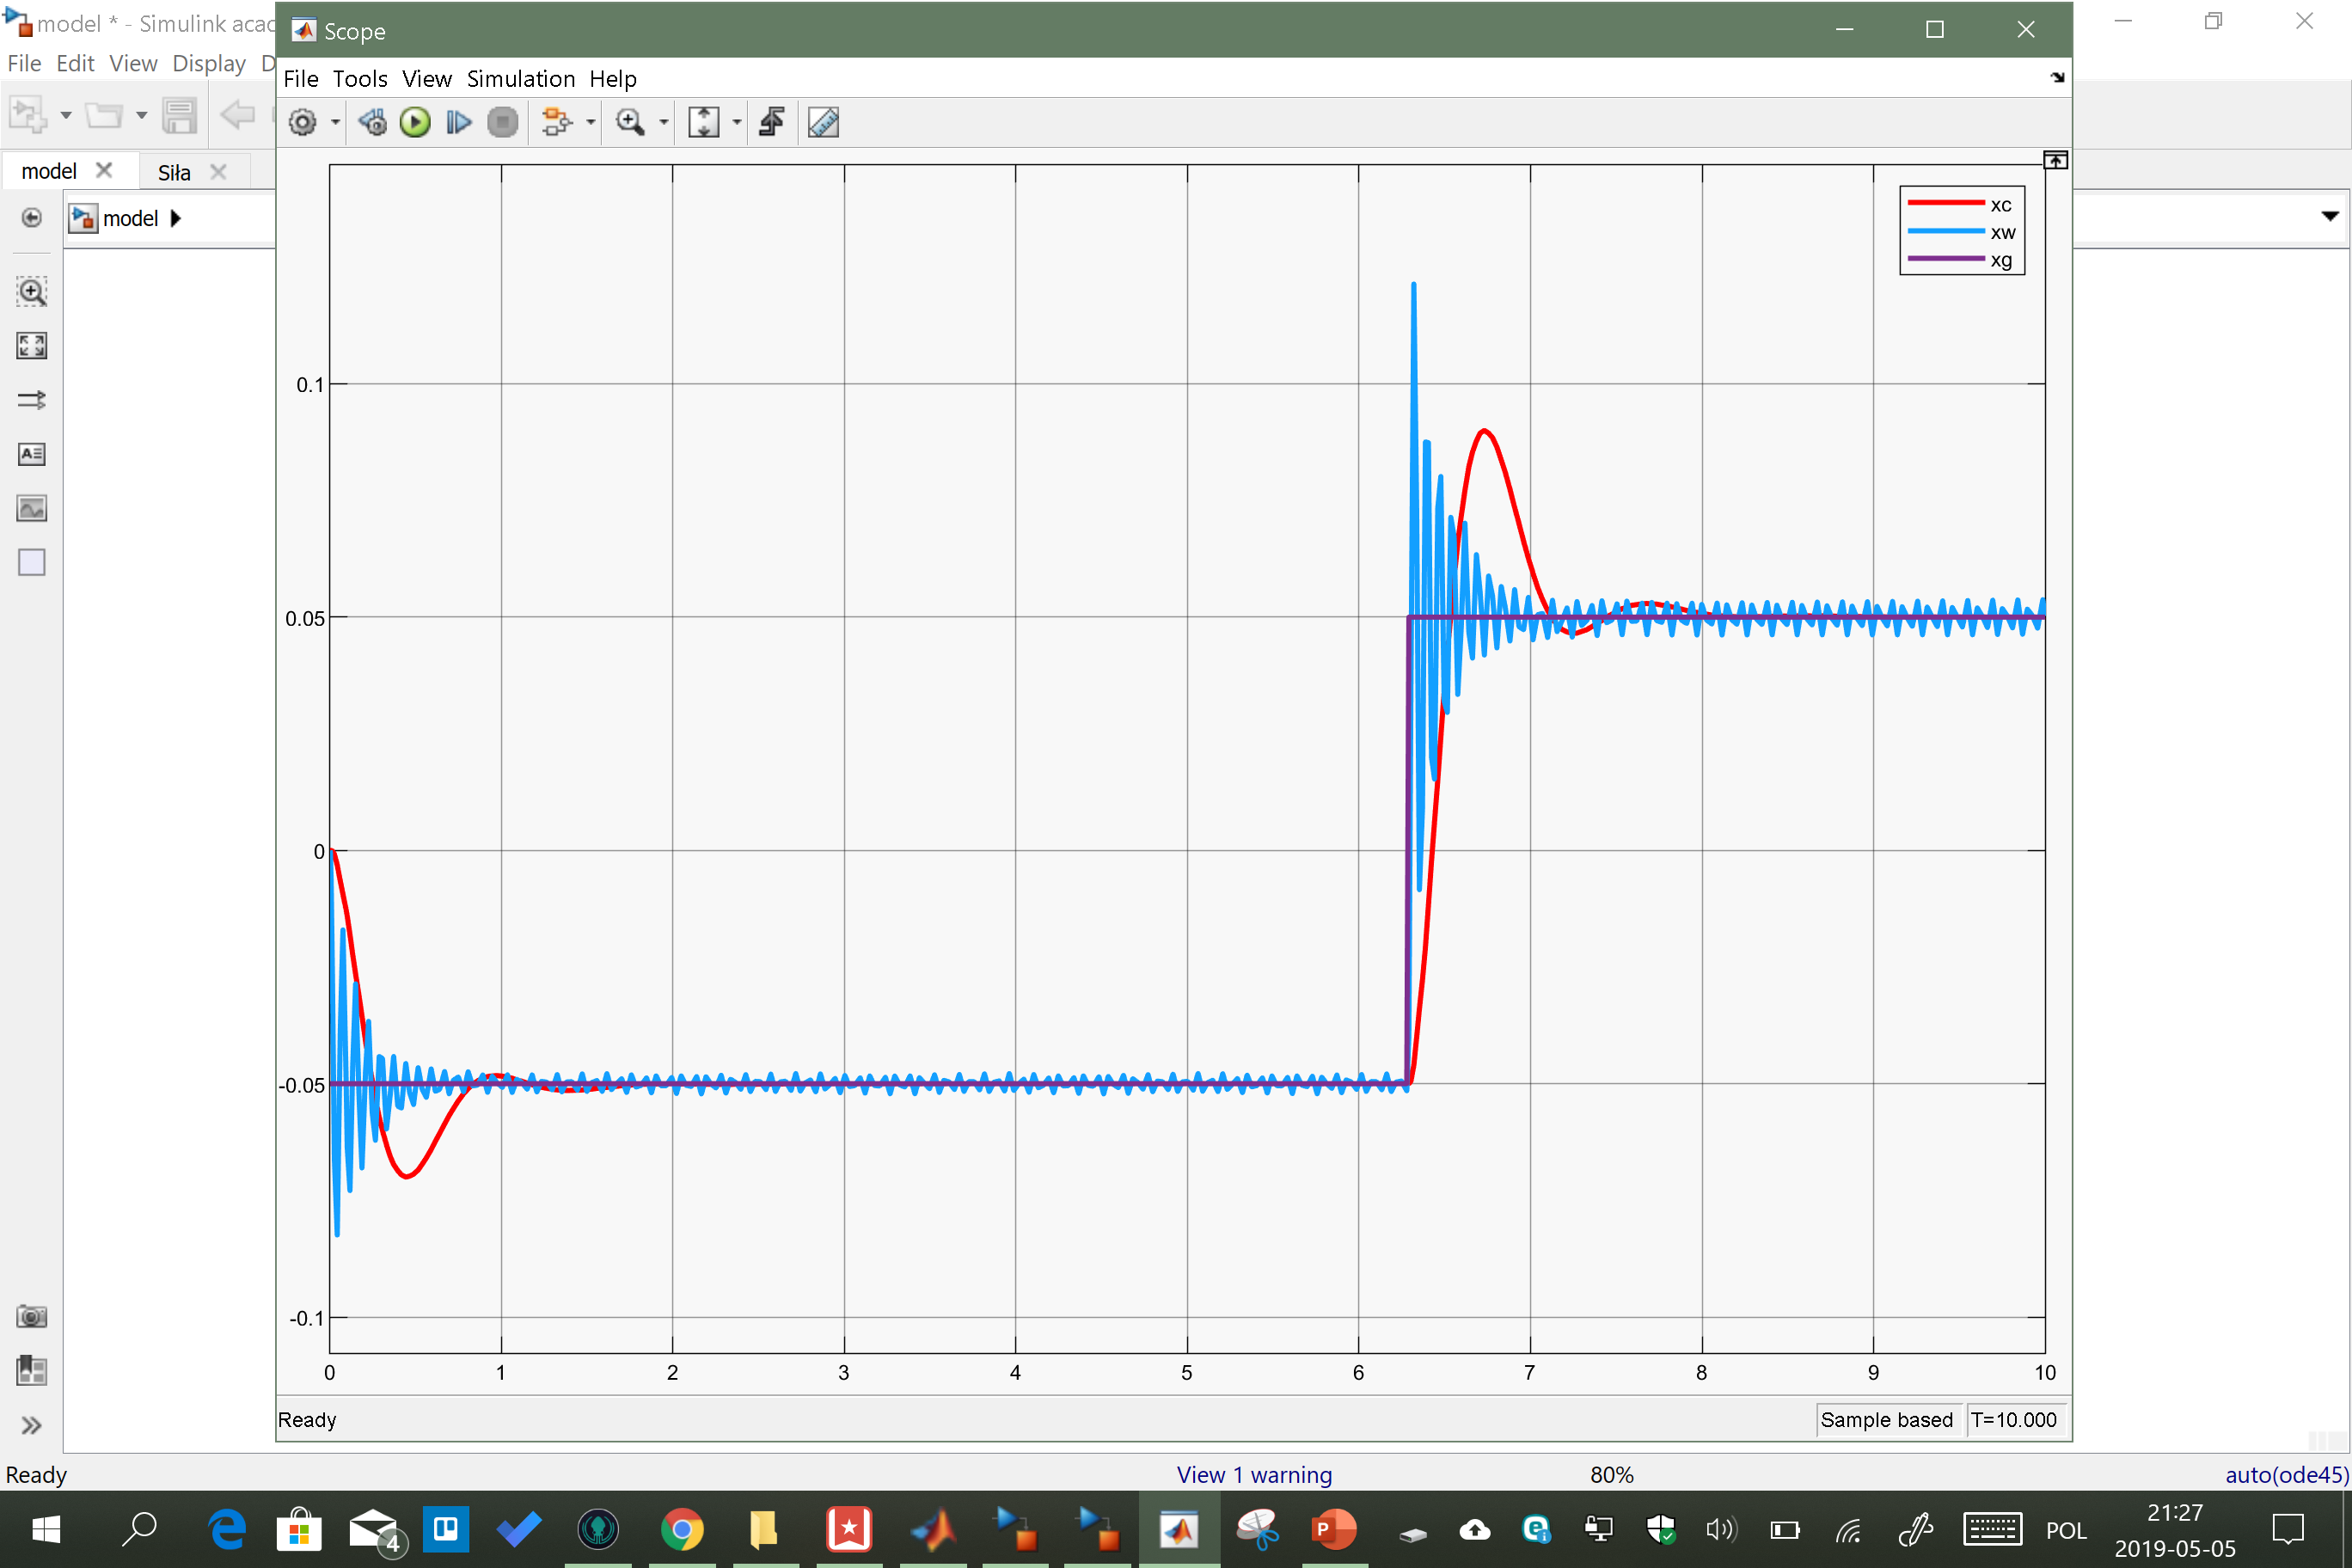 model * - Simulink acac
Scope
File Edit View Display D
File Tools View Simulation Help
model
Siła
model
xc
xw
xg
0.1
0.05
0
-0.05
-0.1
0 1 2 3 4 5 6 7 8 9 10
Ready
Sample based
T=10.000
Ready
View 1 warning
80%
auto(ode45)
4
POL
21:27
2019-05-05